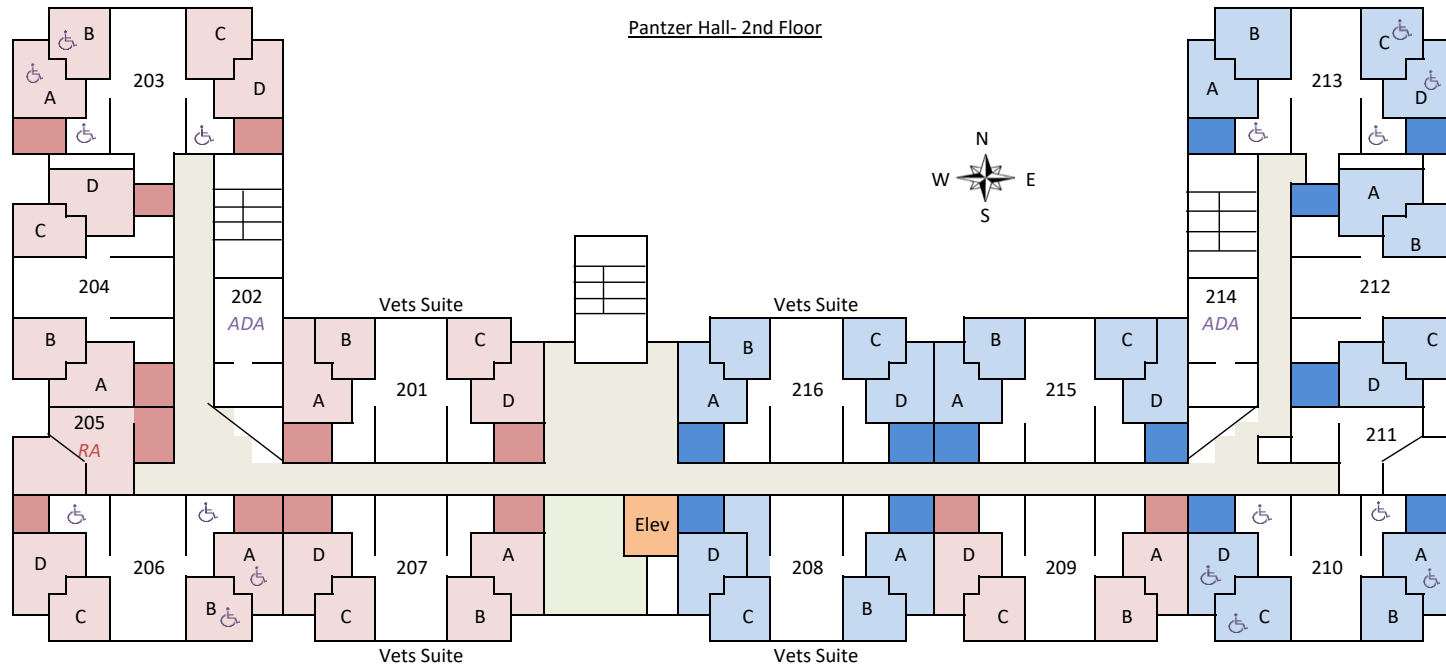 Pantzer Hall- 2nd Floor
B
C
A
203
D
B
C
A
213
D
N
W
E
S
D
C
204
B
A
205
RA
202
ADA
Vets Suite
B
C
A
201
D
Vets Suite
B
C
A
216
D
B
C
A
215
D
214
ADA
A
B
212
C
D
211
D
206
A
C
B
D
207
A
C
B
Vets Suite
Elev
D
208
A
C
B
Vets Suite
D
209
A
C
B
D
210
A
C
B